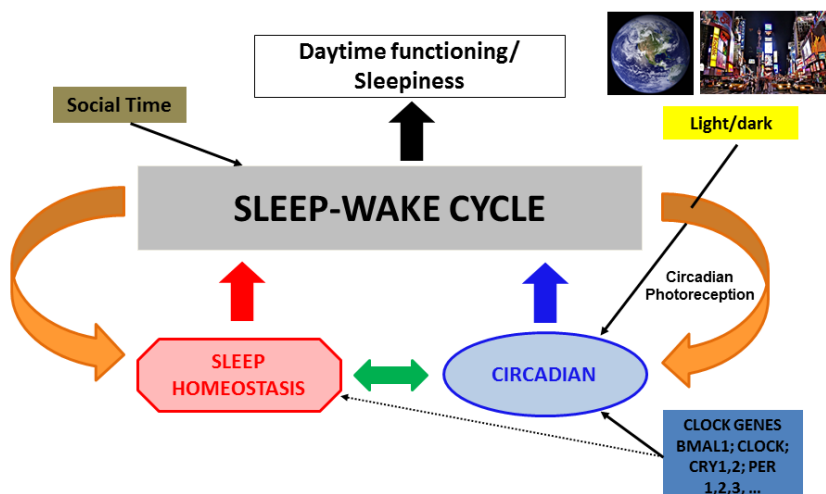 Daytime functioning/
Sleepiness
Social Time
Light/dark
SLEEP-WAKE CYCLE
Circadian
Photoreception
SLEEP
HOMEOSTASIS
CIRCADIAN
CLOCK GENES
BMAL1; CLOCK;
CRY1,2; PER
1,2,3, ...